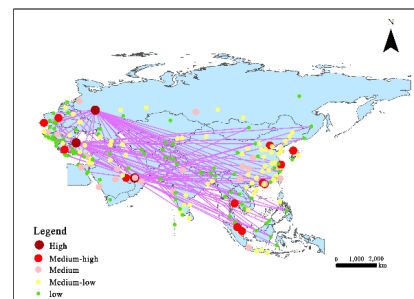 N
0 1,000 2,000
km
Legend
High
Medium-high
Medium
Medium-low
low